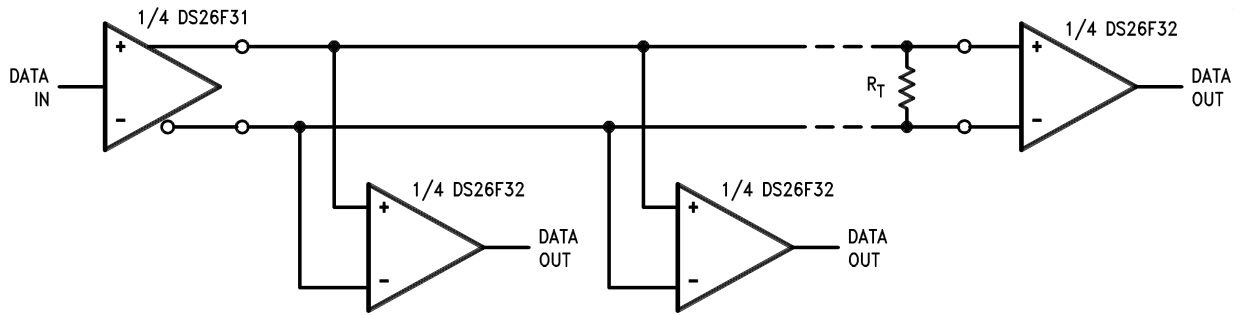 1/4 DS26F31
1/4 DS26F32
DATA
IN
+
−
R_T
+
−
DATA
OUT
1/4 DS26F32
1/4 DS26F32
+
−
DATA
OUT
+
−
DATA
OUT